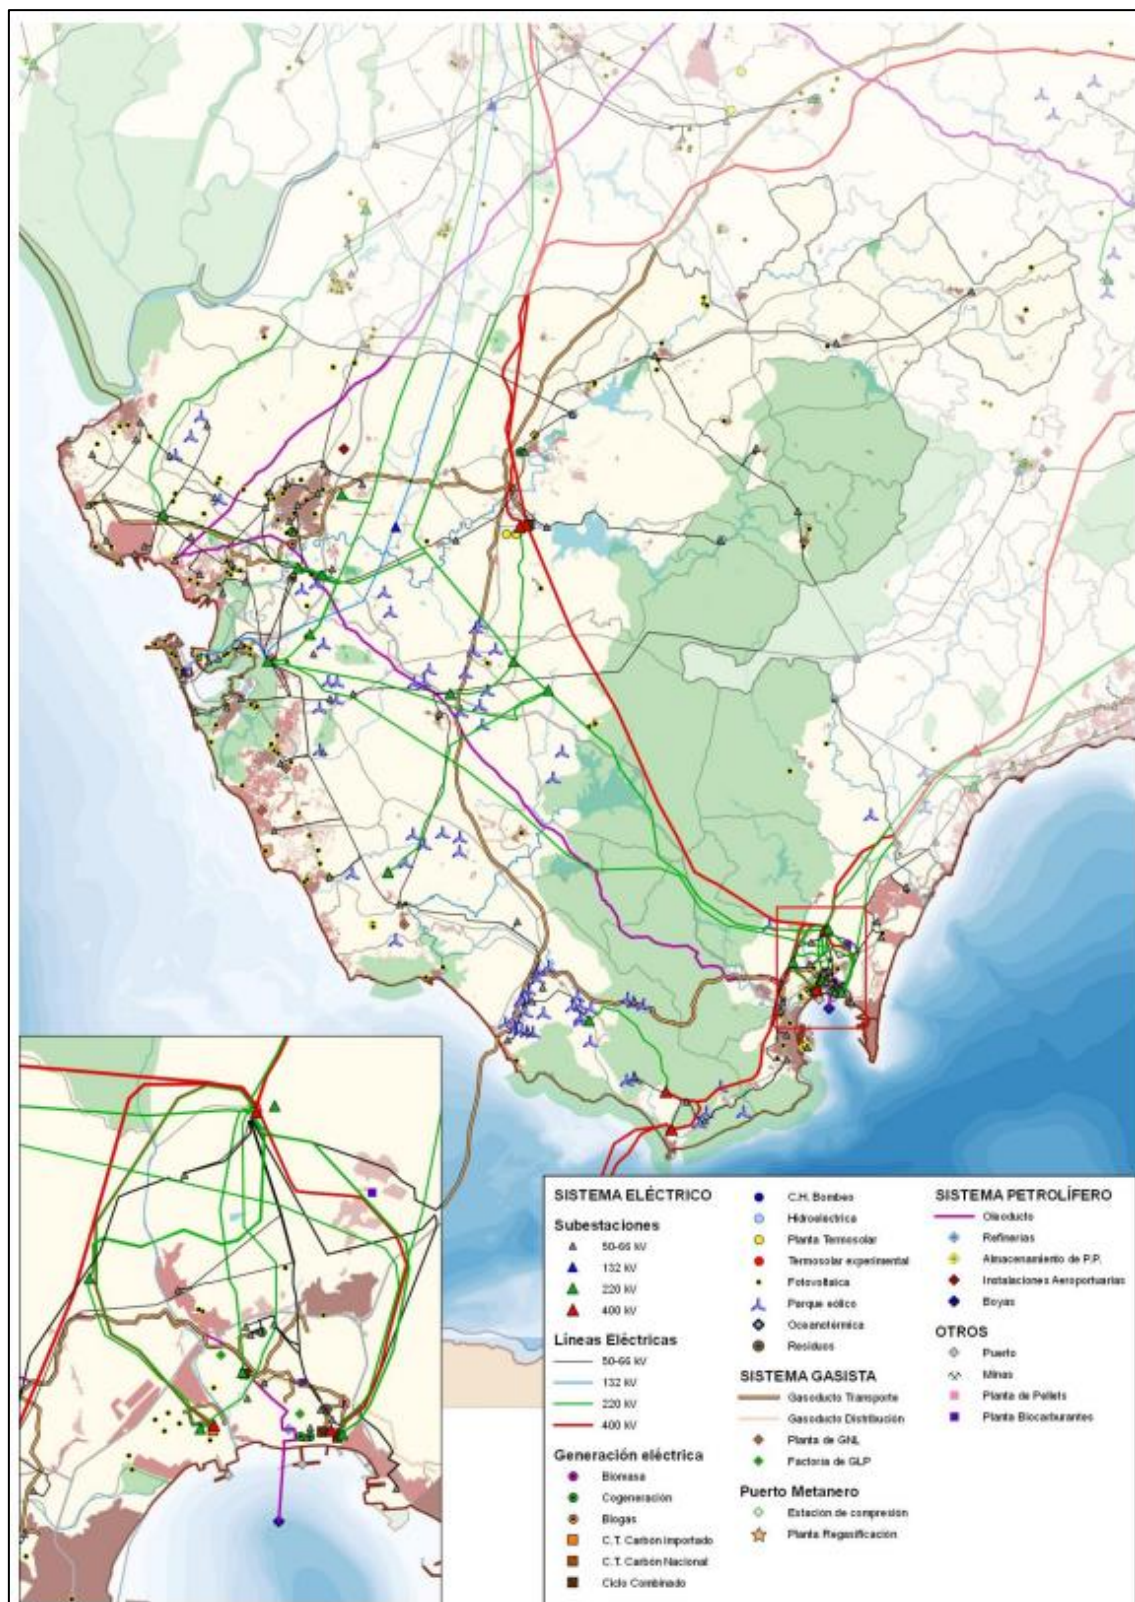 SISTEMA ELÉCTRICO
Subestaciones
50-66 kV
132 kV
220 kV
400 kV
Líneas Eléctricas
50-66 kV
132 kV
220 kV
400 kV
Generación eléctrica
Biomasa
Cogeneración
Biogas
C.T. Carbón Importado
C.T. Carbón Nacional
Ciclo Combinado
C.H. Bombeo
Hidroeléctrica
Planta Termosolar
Termosolar experimental
Fotovoltaica
Parque eólico
Oceanotérmica
Residuos
SISTEMA GASISTA
Gasoducto Transporte
Gasoducto Distribución
Planta de GNL
Factoria de GLP
Puerto Metanero
Estación de compresión
Planta Regasificación
SISTEMA PETROLÍFERO
Oleoducto
Refinerias
Almacenamiento de P.P.
Instalaciones Aeroportuarias
Boyas
OTROS
Puerto
Minas
Planta de Pellets
Planta Biocarburantes